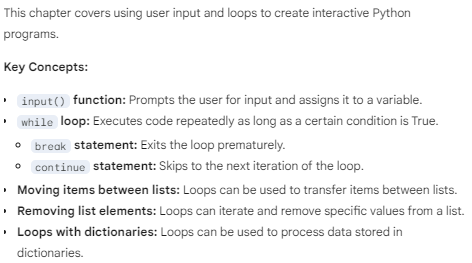 This chapter covers using user input and loops to create interactive Python
programs.
Key Concepts:
• input() function: Prompts the user for input and assigns it to a variable.
• while loop: Executes code repeatedly as long as a certain condition is True.
○ break statement: Exits the loop prematurely.
○ continue statement: Skips to the next iteration of the loop.
• Moving items between lists: Loops can be used to transfer items between lists.
• Removing list elements: Loops can iterate and remove specific values from a list.
• Loops with dictionaries: Loops can be used to process data stored in
dictionaries.